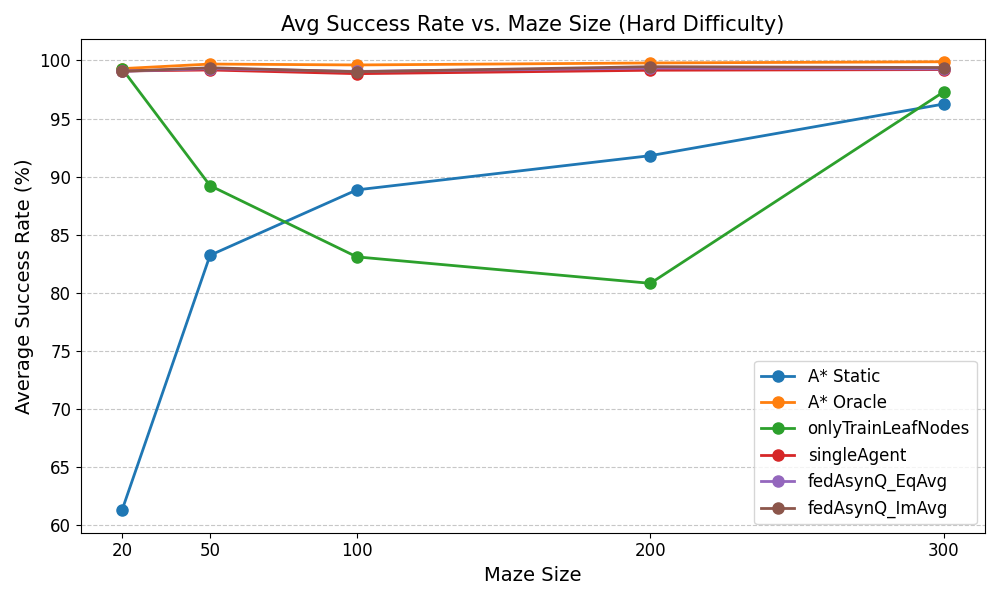 Avg Success Rate vs. Maze Size (Hard Difficulty)
Average Success Rate (%)
100
95
90
85
80
75
70
65
60
A* Static
A* Oracle
onlyTrainLeafNodes
singleAgent
fedAsynQ_EqAvg
fedAsynQ_ImAvg
20 50 100 200 300
Maze Size